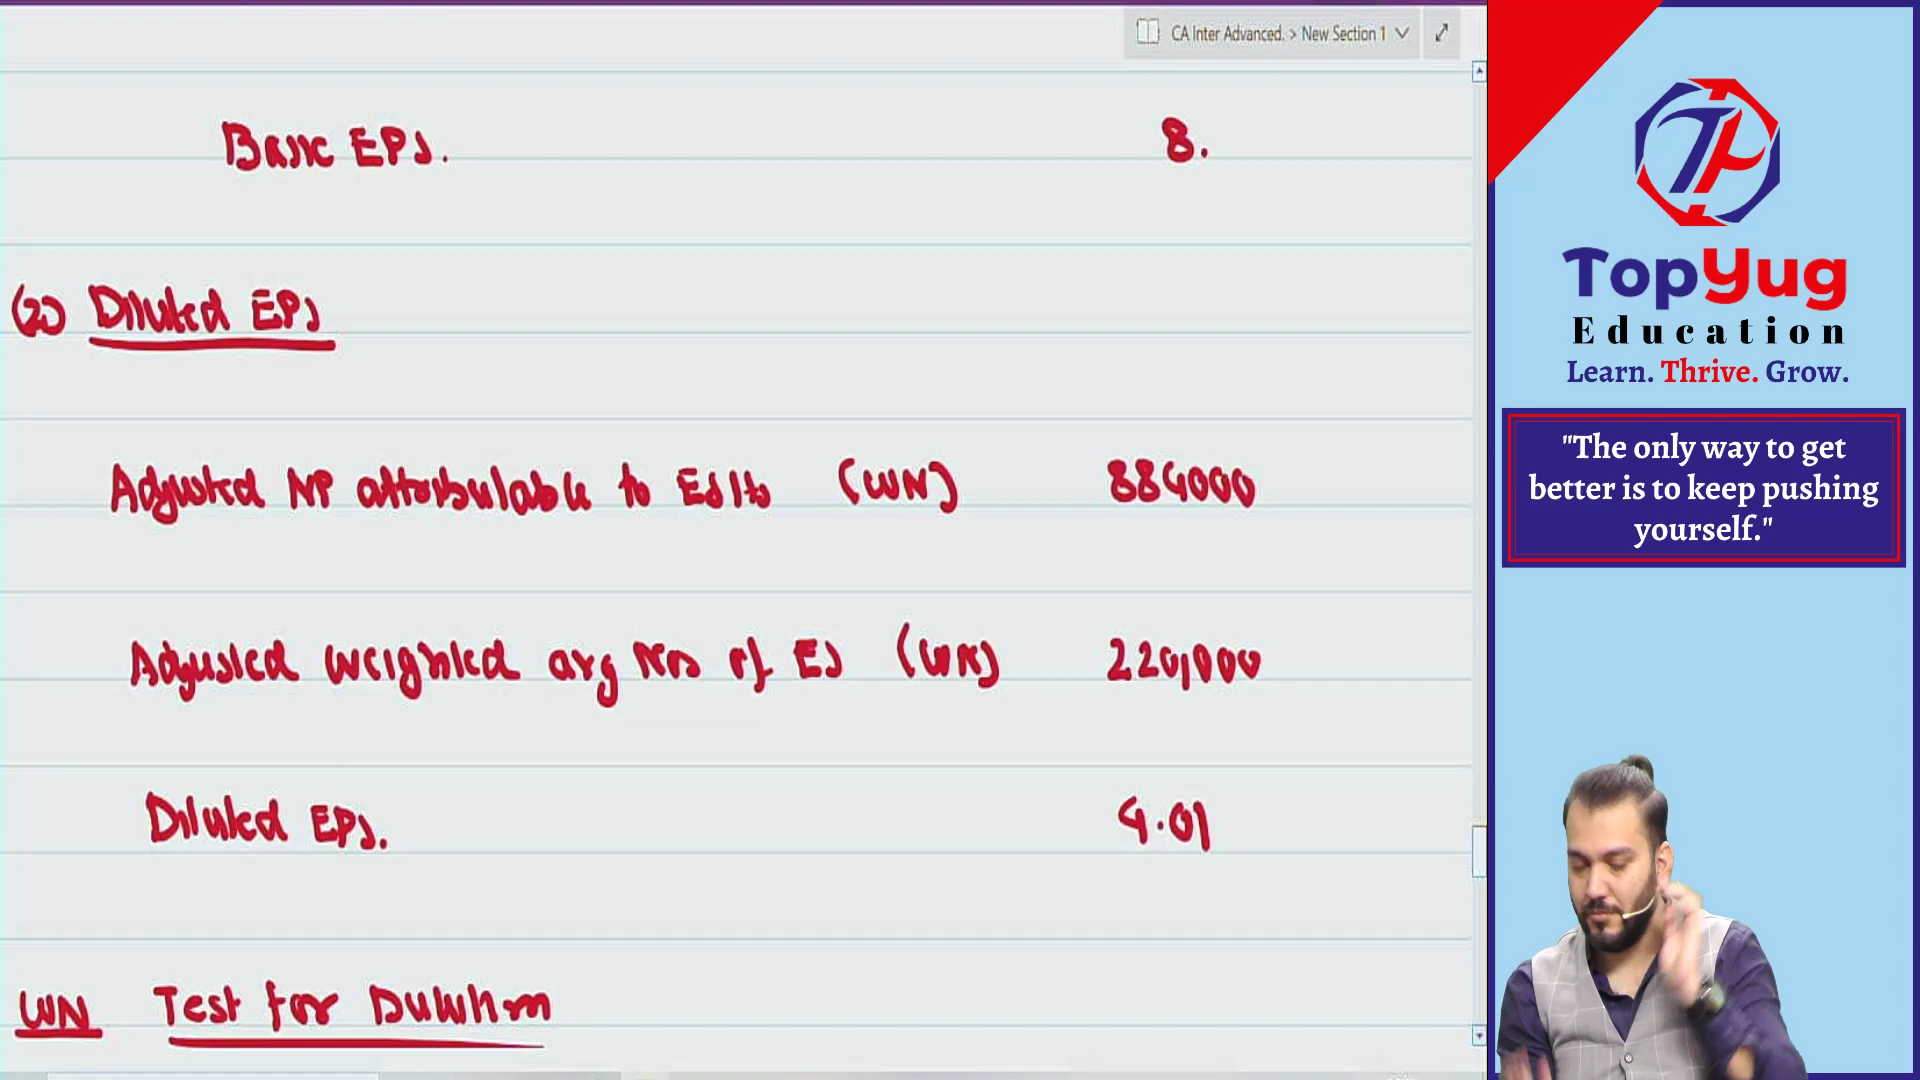 CA Inter Advanced. > New Section 1
Basic EPS. 8.
(2) Diluted EPS
Adjusted NP attributable to ESHs (WN) 884000
Adjusted weighted avg Nos of ES (WN) 220,000
Diluted EPS. 4.01
WN Test for Dilution
TopYug
Education
Learn. Thrive. Grow.
"The only way to get
better is to keep pushing
yourself."